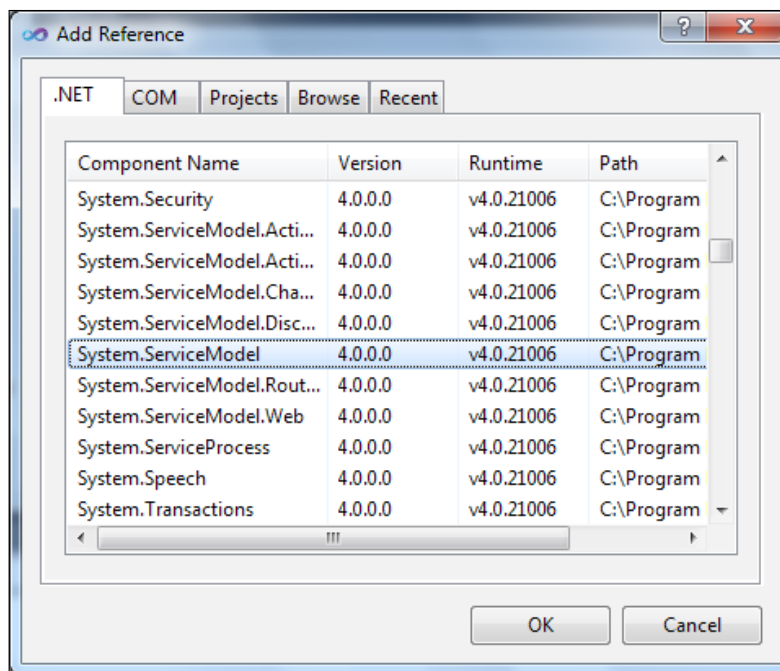 Add Reference
.NET COM Projects Browse Recent
Component Name Version Runtime Path
System.Security 4.0.0.0 v4.0.21006 C:\Program
System.ServiceModel.Acti... 4.0.0.0 v4.0.21006 C:\Program
System.ServiceModel.Acti... 4.0.0.0 v4.0.21006 C:\Program
System.ServiceModel.Cha... 4.0.0.0 v4.0.21006 C:\Program
System.ServiceModel.Disc... 4.0.0.0 v4.0.21006 C:\Program
System.ServiceModel 4.0.0.0 v4.0.21006 C:\Program
System.ServiceModel.Rout... 4.0.0.0 v4.0.21006 C:\Program
System.ServiceModel.Web 4.0.0.0 v4.0.21006 C:\Program
System.ServiceProcess 4.0.0.0 v4.0.21006 C:\Program
System.Speech 4.0.0.0 v4.0.21006 C:\Program
System.Transactions 4.0.0.0 v4.0.21006 C:\Program
OK Cancel